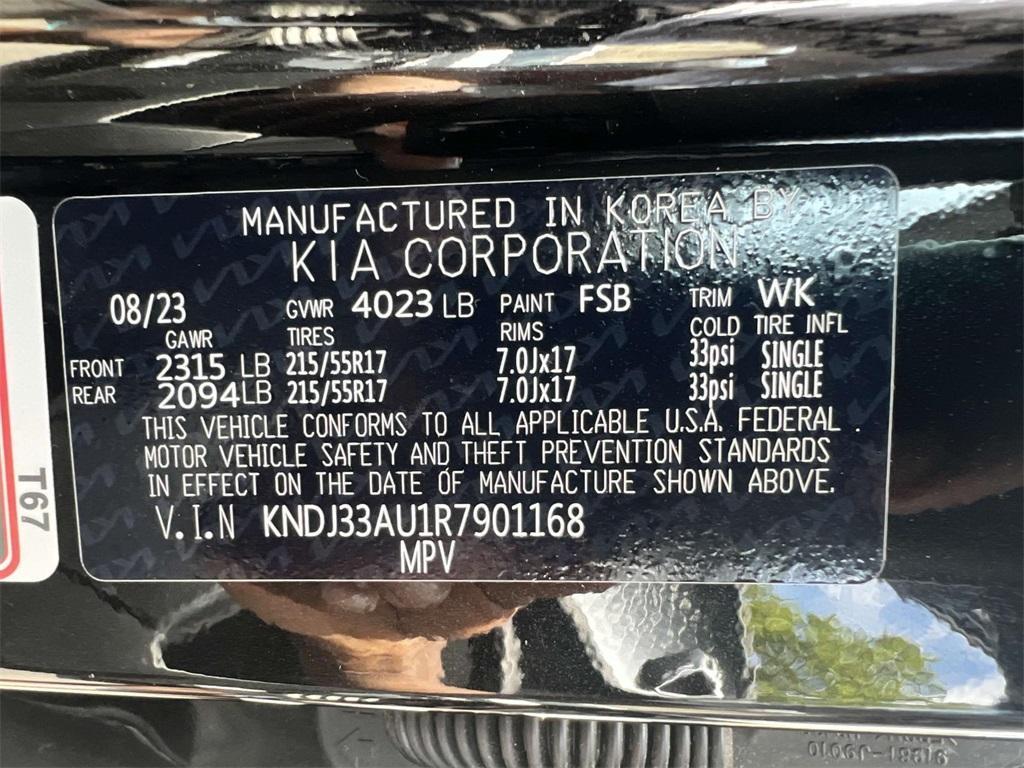 MANUFACTURED IN KOREA BY
KIA CORPORATION
08/23 GVWR 4023 LB PAINT FSB TRIM WK
GAWR TIRES RIMS COLD TIRE INFL
FRONT 2315 LB 215/55R17 7.0Jx17 33psi SINGLE
REAR 2094LB 215/55R17 7.0Jx17 33psi SINGLE
THIS VEHICLE CONFORMS TO ALL APPLICABLE U.S.A. FEDERAL
MOTOR VEHICLE SAFETY AND THEFT PREVENTION STANDARDS
IN EFFECT ON THE DATE OF MANUFACTURE SHOWN ABOVE.
V.I.N KNDJ33AU1R7901168
MPV
T67